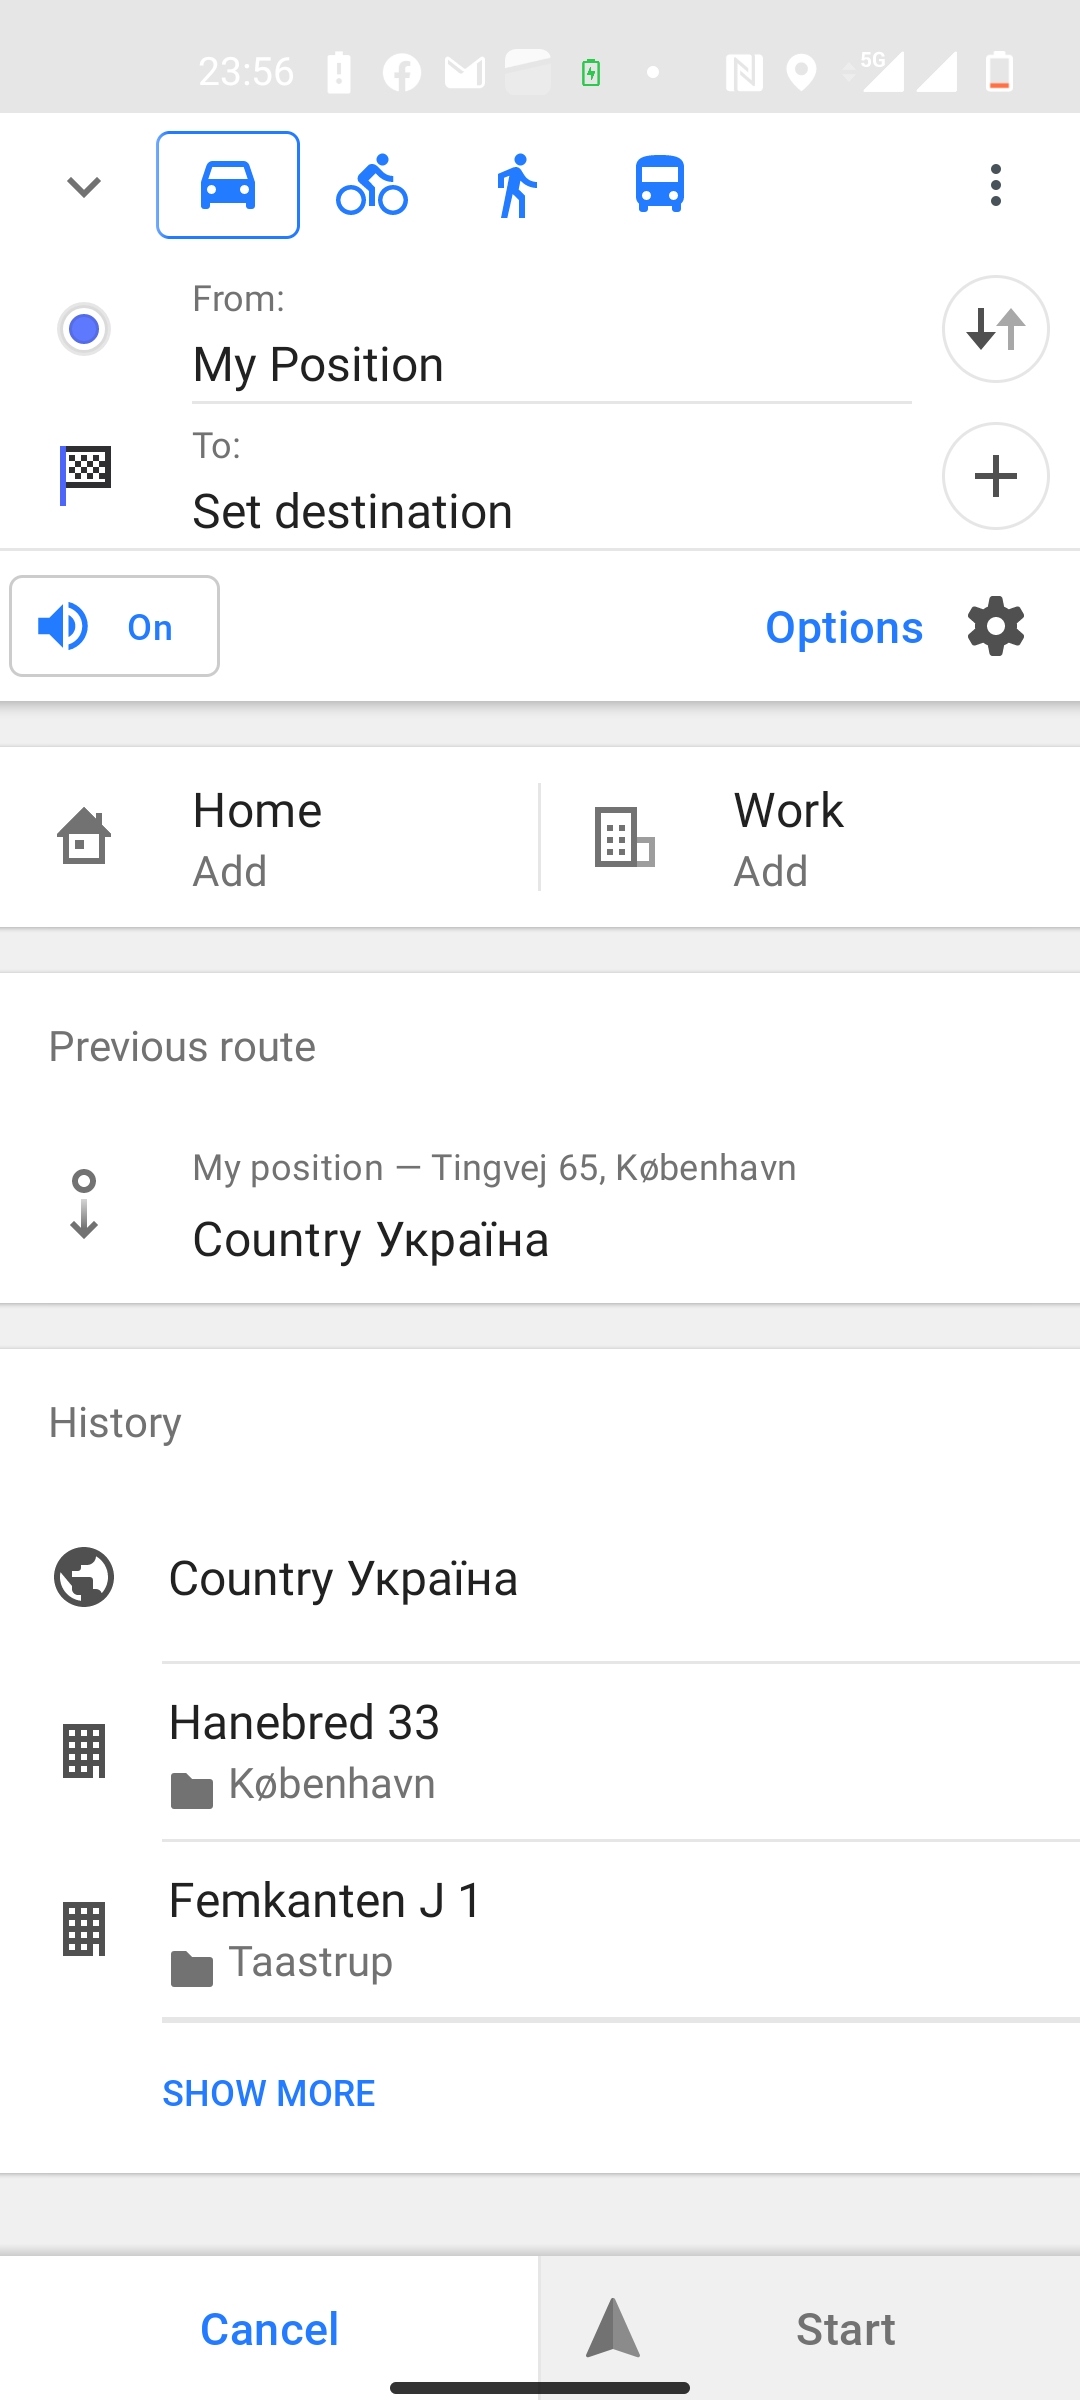 23:56
5G
From:
My Position
To:
Set destination
On
Options
Home
Add
Work
Add
Previous route
My position — Tingvej 65, København
Country Україна
History
Country Україна
Hanebred 33
København
Femkanten J 1
Taastrup
SHOW MORE
Cancel
Start